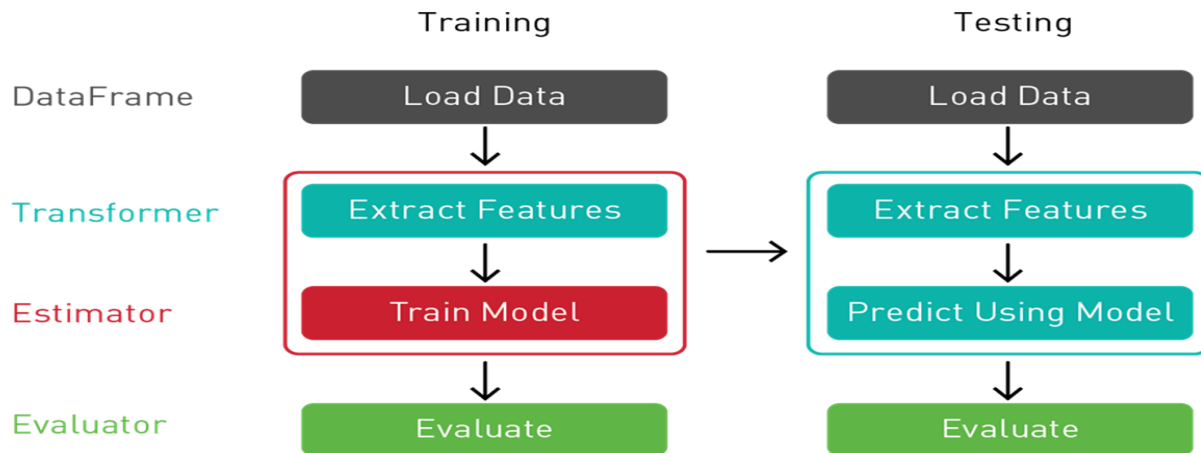 Training Testing
DataFrame Load Data Load Data
Transformer Extract Features Extract Features
Estimator Train Model Predict Using Model
Evaluator Evaluate Evaluate